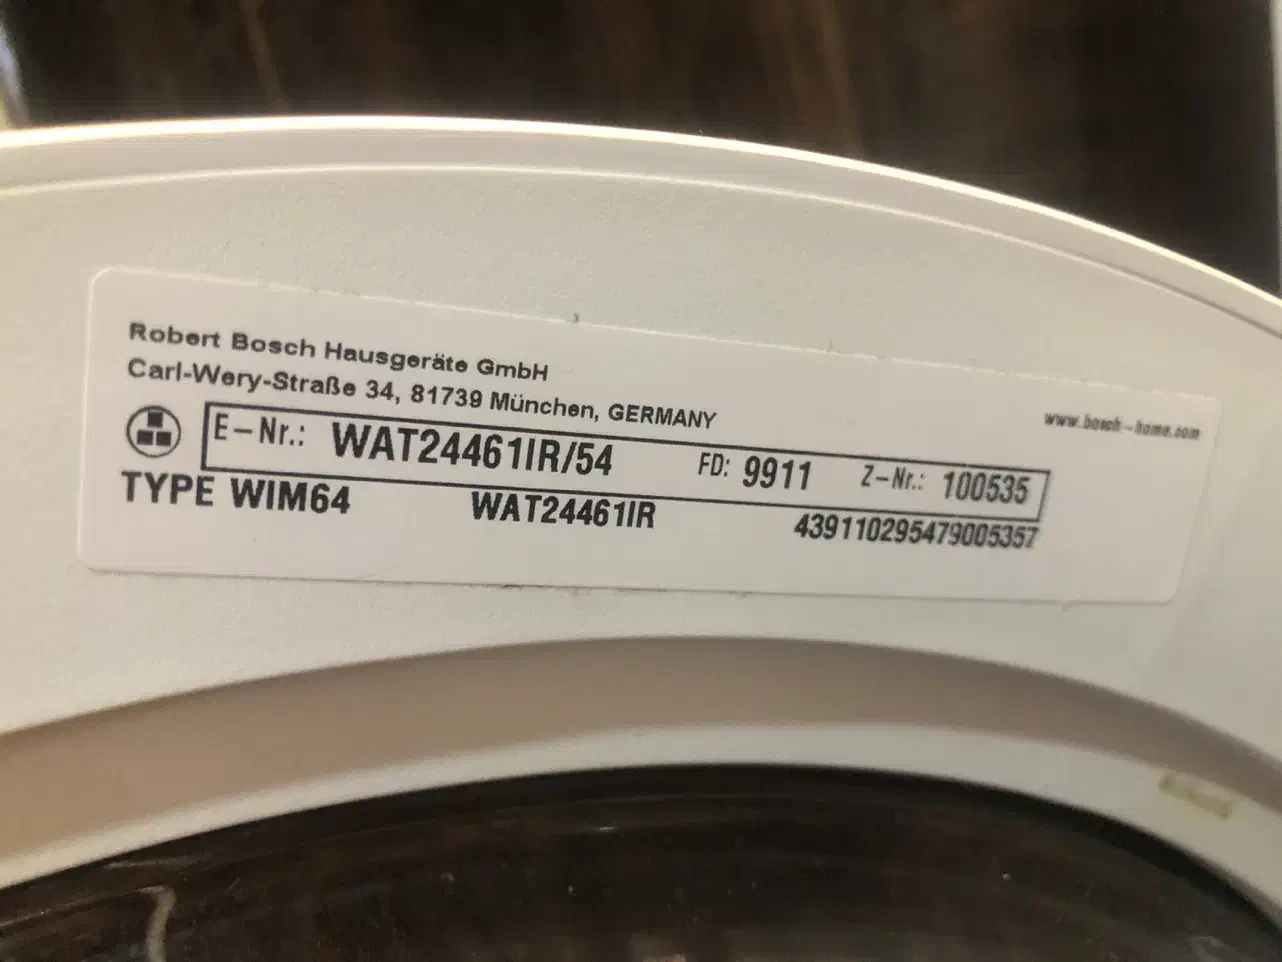 Robert Bosch Hausgeräte GmbH
Carl-Wery-Straße 34, 81739 München, GERMANY
www.bosch-home.com
E-Nr.: WAT24461IR/54 FD: 9911 Z-Nr.: 100535
TYPE WIM64 WAT24461IR 439110295479005357